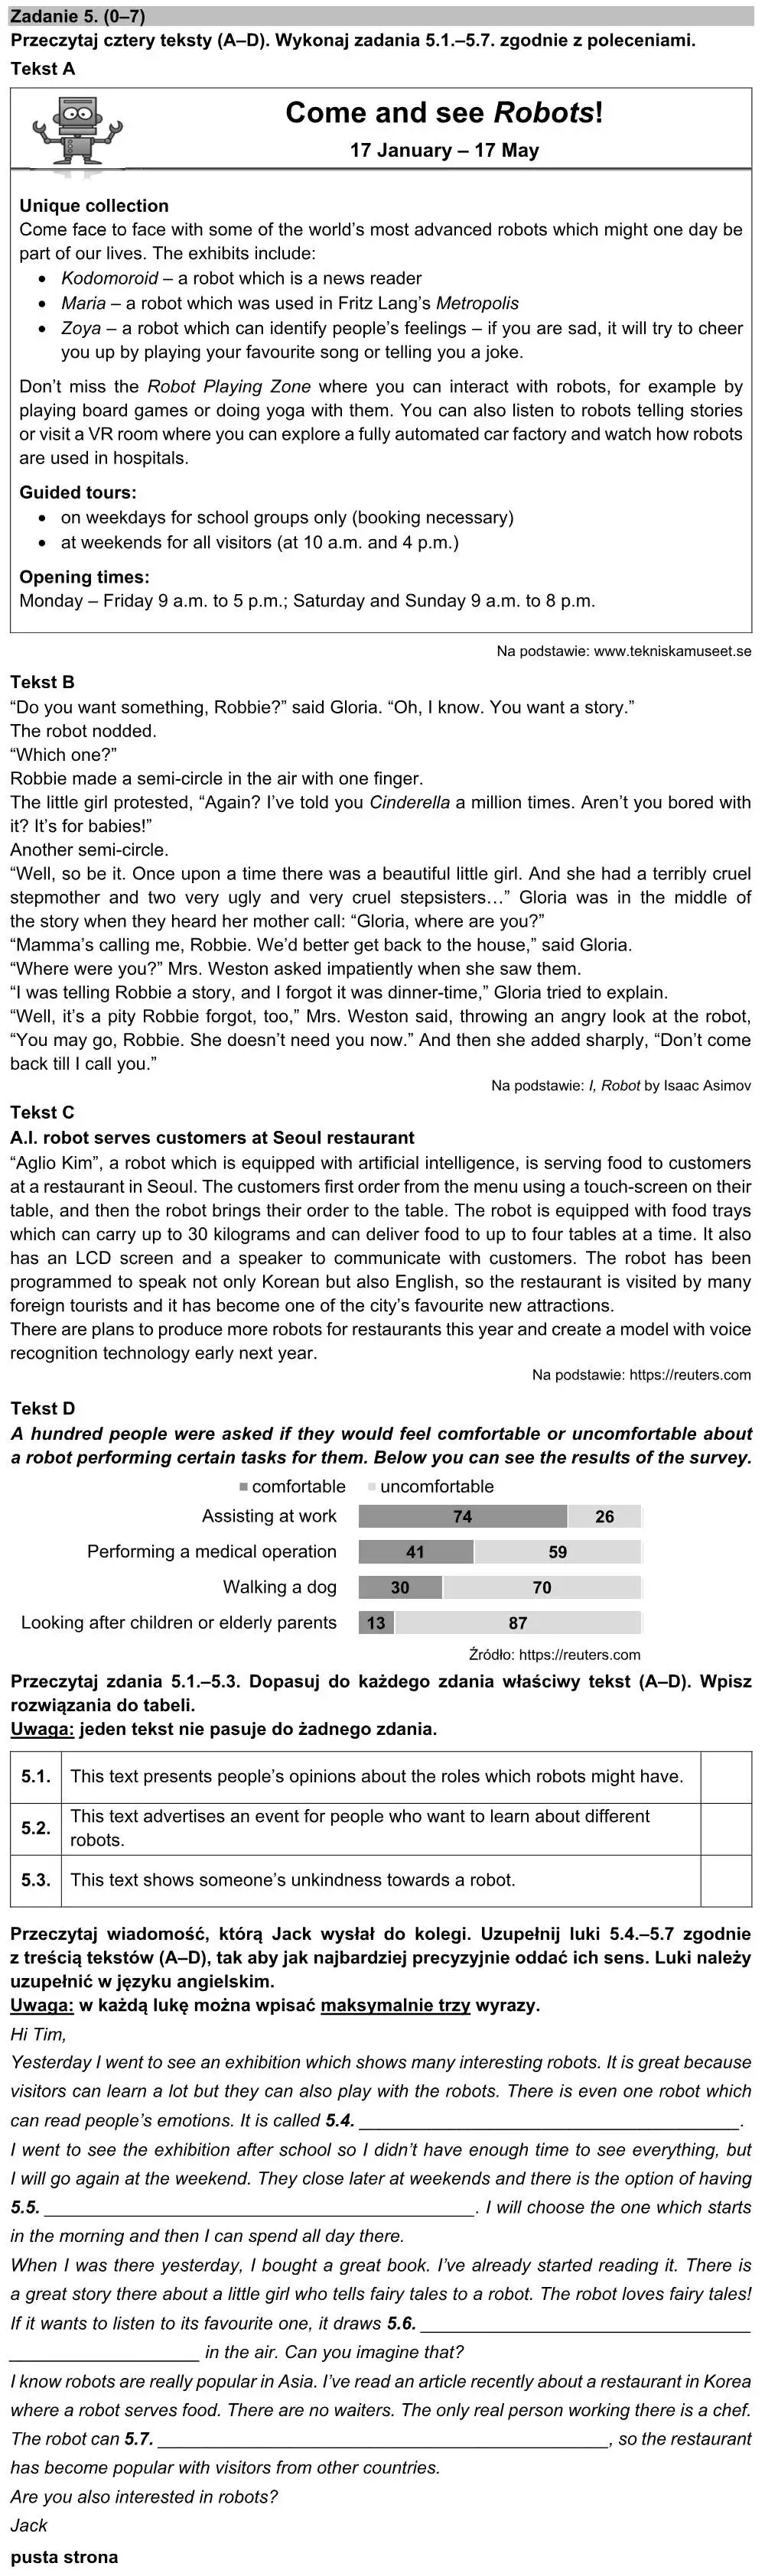 Zadanie 5. (0–7)
Przeczytaj cztery teksty (A–D). Wykonaj zadania 5.1.–5.7. zgodnie z poleceniami.
Tekst A
Come and see Robots!
17 January – 17 May
Unique collection
Come face to face with some of the world’s most advanced robots which might one day be
part of our lives. The exhibits include:
• Kodomoroid – a robot which is a news reader
• Maria – a robot which was used in Fritz Lang’s Metropolis
• Zoya – a robot which can identify people’s feelings – if you are sad, it will try to cheer
you up by playing your favourite song or telling you a joke.
Don’t miss the Robot Playing Zone where you can interact with robots, for example by
playing board games or doing yoga with them. You can also listen to robots telling stories
or visit a VR room where you can explore a fully automated car factory and watch how robots
are used in hospitals.
Guided tours:
• on weekdays for school groups only (booking necessary)
• at weekends for all visitors (at 10 a.m. and 4 p.m.)
Opening times:
Monday – Friday 9 a.m. to 5 p.m.; Saturday and Sunday 9 a.m. to 8 p.m.
Na podstawie: www.tekniskamuseet.se
Tekst B
“Do you want something, Robbie?” said Gloria. “Oh, I know. You want a story.”
The robot nodded.
“Which one?”
Robbie made a semi-circle in the air with one finger.
The little girl protested, “Again? I’ve told you Cinderella a million times. Aren’t you bored with
it? It’s for babies!”
Another semi-circle.
“Well, so be it. Once upon a time there was a beautiful little girl. And she had a terribly cruel
stepmother and two very ugly and very cruel stepsisters…” Gloria was in the middle of
the story when they heard her mother call: “Gloria, where are you?”
“Mamma’s calling me, Robbie. We’d better get back to the house,” said Gloria.
“Where were you?” Mrs. Weston asked impatiently when she saw them.
“I was telling Robbie a story, and I forgot it was dinner-time,” Gloria tried to explain.
“Well, it’s a pity Robbie forgot, too,” Mrs. Weston said, throwing an angry look at the robot,
“You may go, Robbie. She doesn’t need you now.” And then she added sharply, “Don’t come
back till I call you.”
Na podstawie: I, Robot by Isaac Asimov
Tekst C
A.I. robot serves customers at Seoul restaurant
“Aglio Kim”, a robot which is equipped with artificial intelligence, is serving food to customers
at a restaurant in Seoul. The customers first order from the menu using a touch-screen on their
table, and then the robot brings their order to the table. The robot is equipped with food trays
which can carry up to 30 kilograms and can deliver food to up to four tables at a time. It also
has an LCD screen and a speaker to communicate with customers. The robot has been
programmed to speak not only Korean but also English, so the restaurant is visited by many
foreign tourists and it has become one of the city’s favourite new attractions.
There are plans to produce more robots for restaurants this year and create a model with voice
recognition technology early next year.
Na podstawie: https://reuters.com
Tekst D
A hundred people were asked if they would feel comfortable or uncomfortable about
a robot performing certain tasks for them. Below you can see the results of the survey.
comfortable uncomfortable
Assisting at work 74 26
Performing a medical operation 41 59
Walking a dog 30 70
Looking after children or elderly parents 13 87
Źródło: https://reuters.com
Przeczytaj zdania 5.1.–5.3. Dopasuj do każdego zdania właściwy tekst (A–D). Wpisz
rozwiązania do tabeli.
Uwaga: jeden tekst nie pasuje do żadnego zdania.
5.1. This text presents people’s opinions about the roles which robots might have.
5.2. This text advertises an event for people who want to learn about different
robots.
5.3. This text shows someone’s unkindness towards a robot.
Przeczytaj wiadomość, którą Jack wysłał do kolegi. Uzupełnij luki 5.4.–5.7 zgodnie
z treścią tekstów (A–D), tak aby jak najbardziej precyzyjnie oddać ich sens. Luki należy
uzupełnić w języku angielskim.
Uwaga: w każdą lukę można wpisać maksymalnie trzy wyrazy.
Hi Tim,
Yesterday I went to see an exhibition which shows many interesting robots. It is great because
visitors can learn a lot but they can also play with the robots. There is even one robot which
can read people’s emotions. It is called 5.4. ______________________________________.
I went to see the exhibition after school so I didn’t have enough time to see everything, but
I will go again at the weekend. They close later at weekends and there is the option of having
5.5. ___________________________________________. I will choose the one which starts
in the morning and then I can spend all day there.
When I was there yesterday, I bought a great book. I’ve already started reading it. There is
a great story there about a little girl who tells fairy tales to a robot. The robot loves fairy tales!
If it wants to listen to its favourite one, it draws 5.6. _________________________________
___________________ in the air. Can you imagine that?
I know robots are really popular in Asia. I’ve read an article recently about a restaurant in Korea
where a robot serves food. There are no waiters. The only real person working there is a chef.
The robot can 5.7. _____________________________________________, so the restaurant
has become popular with visitors from other countries.
Are you also interested in robots?
Jack
pusta strona